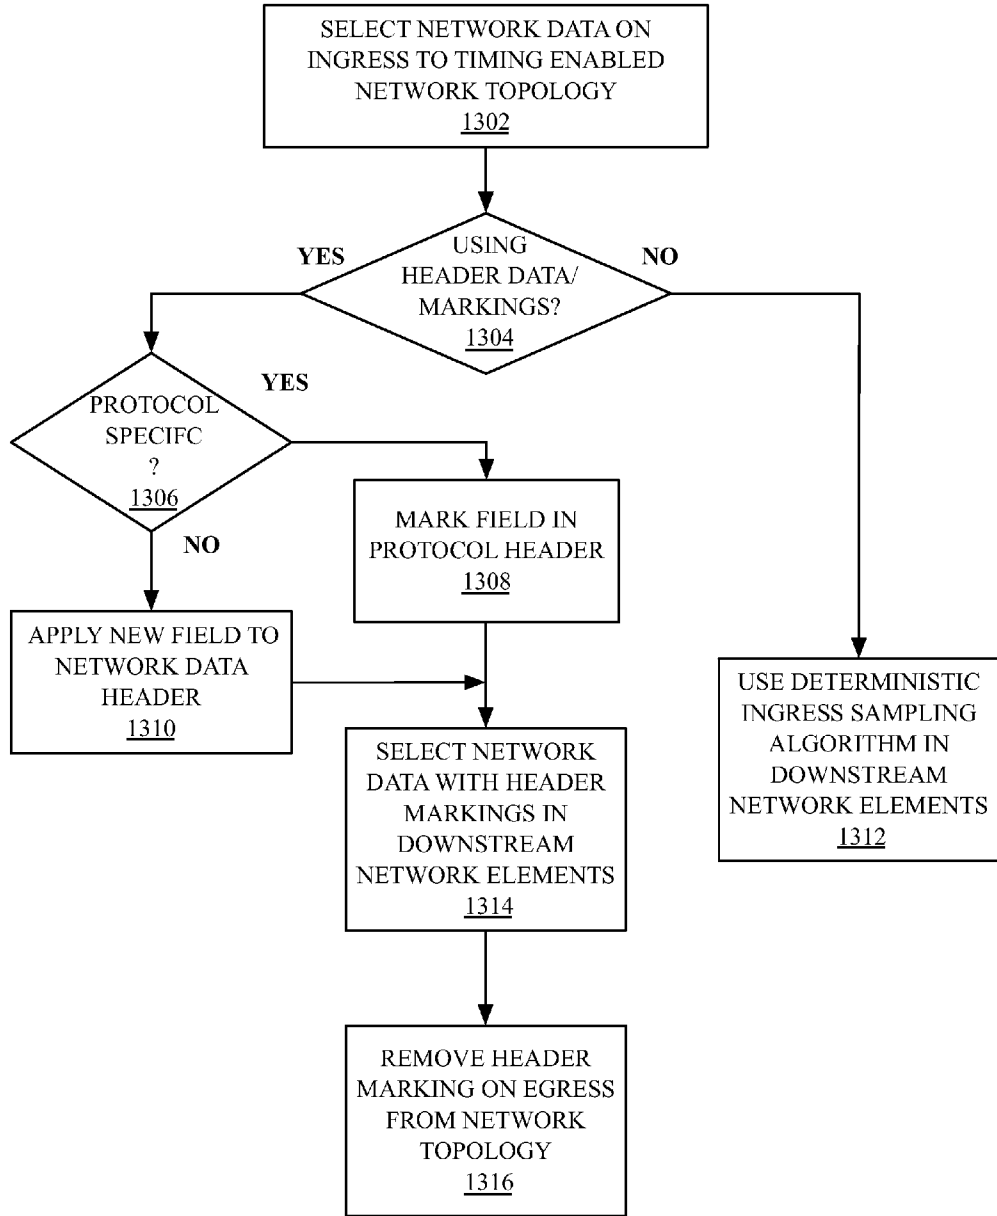 SELECT NETWORK DATA ON
INGRESS TO TIMING ENABLED
NETWORK TOPOLOGY
1302
YES
USING
HEADER DATA/
MARKINGS?
1304
NO
PROTOCOL
SPECIFC
?
1306
YES
NO
MARK FIELD IN
PROTOCOL HEADER
1308
APPLY NEW FIELD TO
NETWORK DATA
HEADER
1310
USE DETERMINISTIC
INGRESS SAMPLING
ALGORITHM IN
DOWNSTREAM
NETWORK ELEMENTS
1312
SELECT NETWORK
DATA WITH HEADER
MARKINGS IN
DOWNSTREAM
NETWORK ELEMENTS
1314
REMOVE HEADER
MARKING ON EGRESS
FROM NETWORK
TOPOLOGY
1316